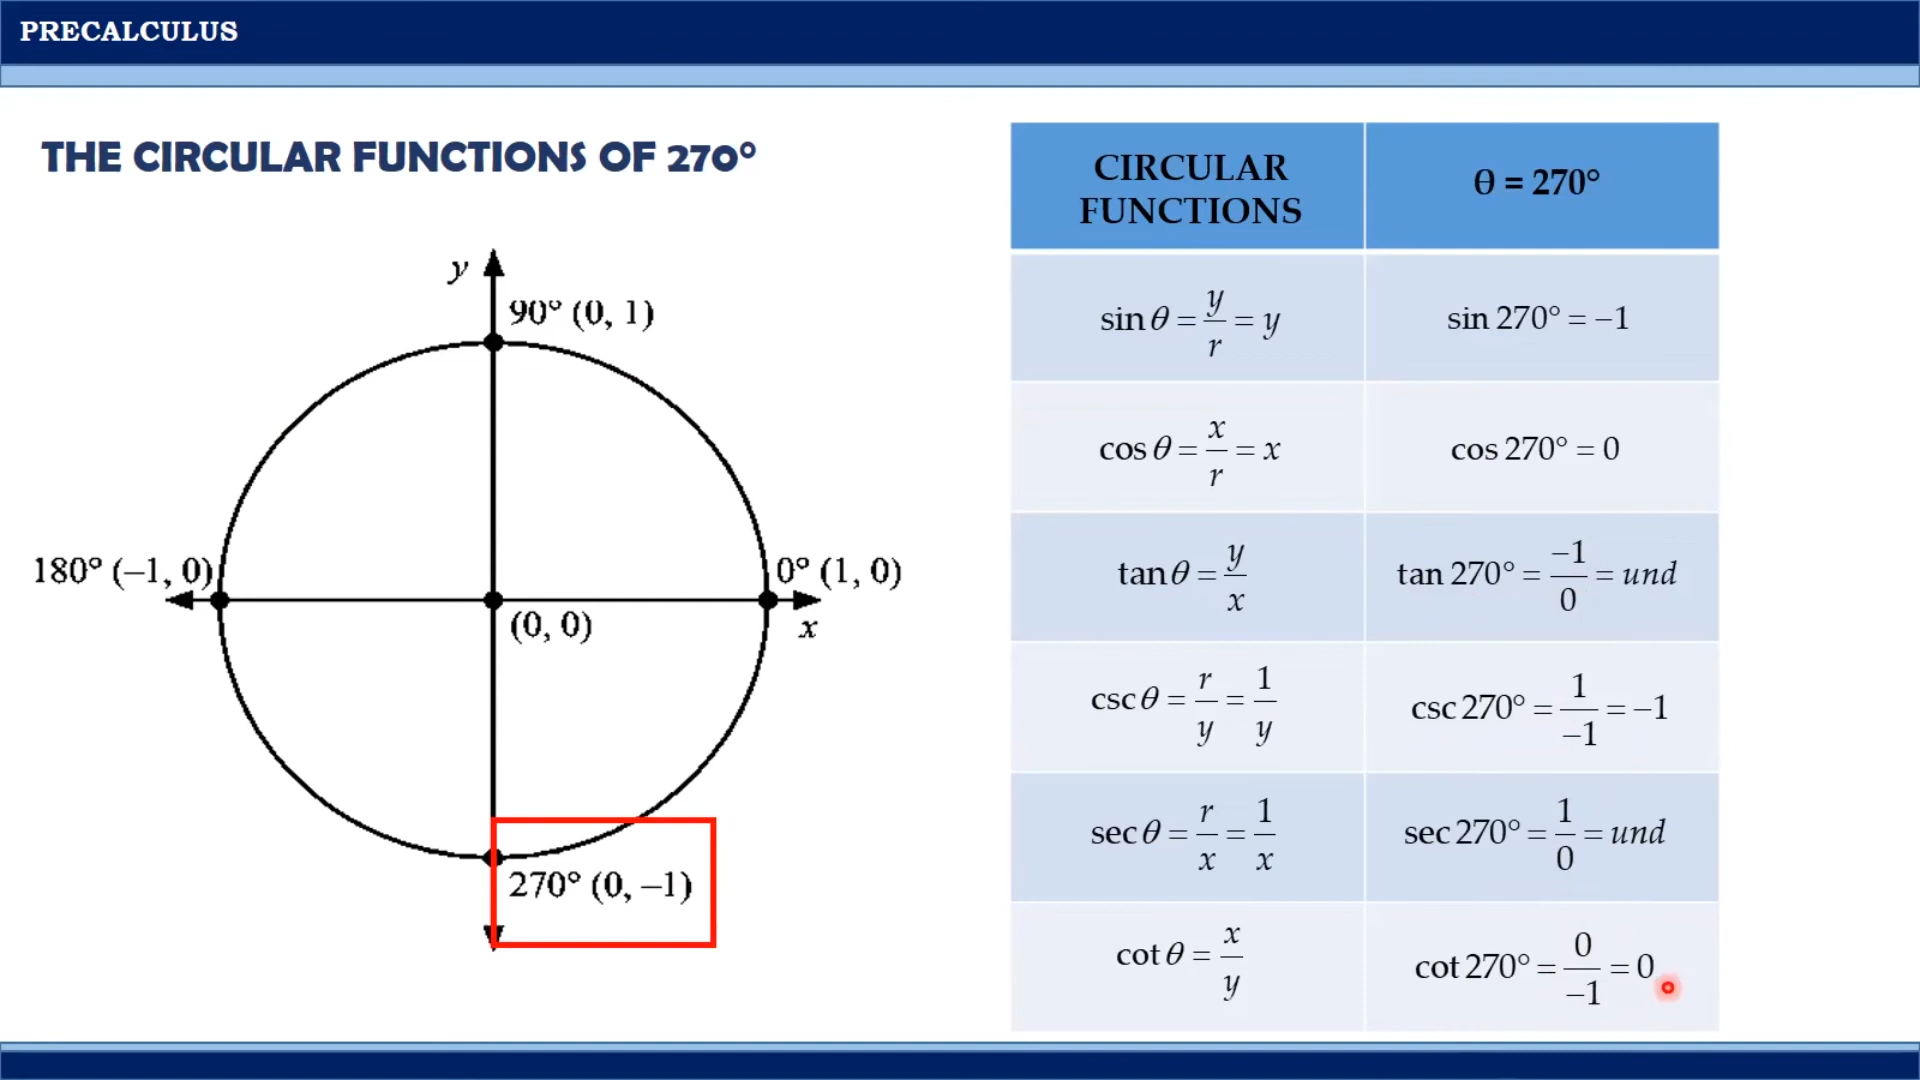 PRECALCULUS
THE CIRCULAR FUNCTIONS OF 270°
y
90° (0, 1)
180° (–1, 0)
0° (1, 0)
(0, 0)
x
270° (0, –1)
CIRCULAR FUNCTIONS | θ = 270°
sin θ = y/r = y | sin 270° = –1
cos θ = x/r = x | cos 270° = 0
tan θ = y/x | tan 270° = –1/0 = und
csc θ = r/y = 1/y | csc 270° = 1/–1 = –1
sec θ = r/x = 1/x | sec 270° = 1/0 = und
cot θ = x/y | cot 270° = 0/–1 = 0